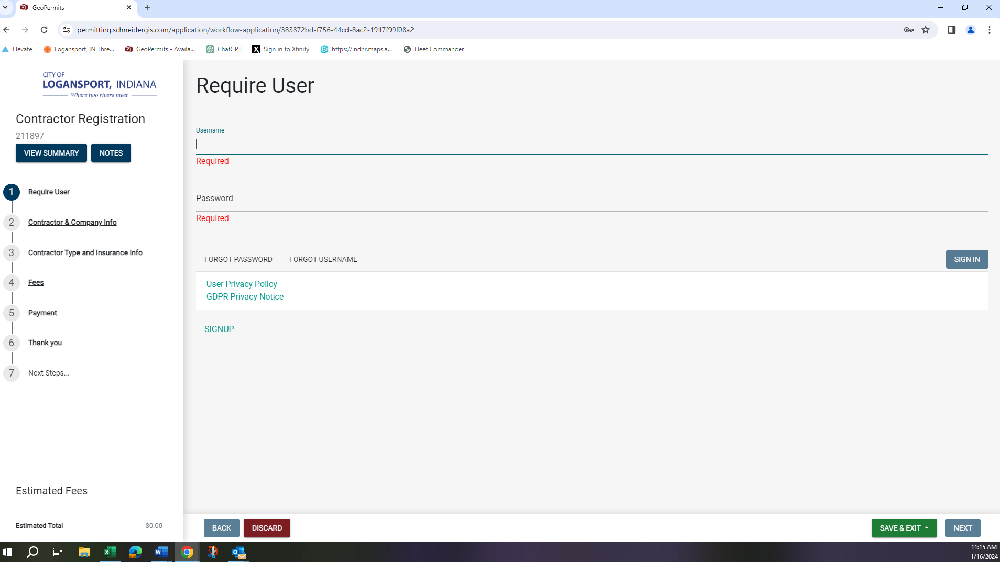 GeoPermits
permitting.schneidergis.com/application/workflow-application/383872bd-f756-44cd-8ac2-1917f99f08a2
Elevate
Logansport, IN Thre...
GeoPermits - Availa...
ChatGPT
Sign in to Xfinity
https://indnr.maps.a...
Fleet Commander
CITY OF
LOGANSPORT, INDIANA
Where two rivers meet
Contractor Registration
211897
VIEW SUMMARY
NOTES
1 Require User
2 Contractor & Company Info
3 Contractor Type and Insurance Info
4 Fees
5 Payment
6 Thank you
7 Next Steps...
Estimated Fees
Estimated Total $0.00
Require User
Username
Required
Password
Required
FORGOT PASSWORD FORGOT USERNAME SIGN IN
User Privacy Policy
GDPR Privacy Notice
SIGNUP
BACK DISCARD SAVE & EXIT NEXT
11:15 AM
1/16/2024